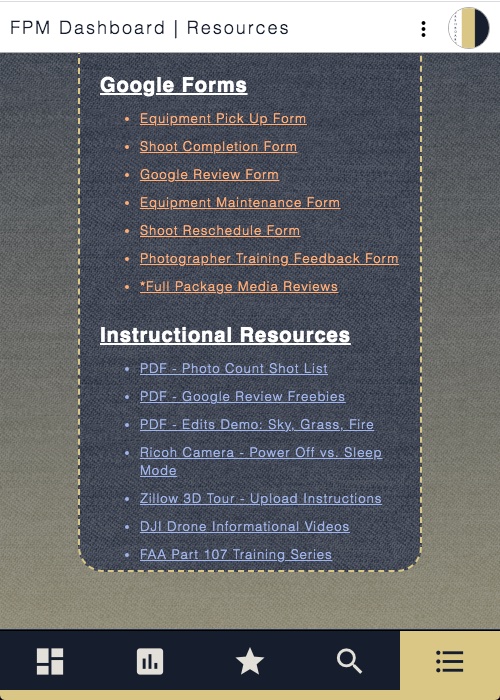 FPM Dashboard | Resources
Google Forms
Equipment Pick Up Form
Shoot Completion Form
Google Review Form
Equipment Maintenance Form
Shoot Reschedule Form
Photographer Training Feedback Form
*Full Package Media Reviews
Instructional Resources
PDF - Photo Count Shot List
PDF - Google Review Freebies
PDF - Edits Demo: Sky, Grass, Fire
Ricoh Camera - Power Off vs. Sleep
Mode
Zillow 3D Tour - Upload Instructions
DJI Drone Informational Videos
FAA Part 107 Training Series